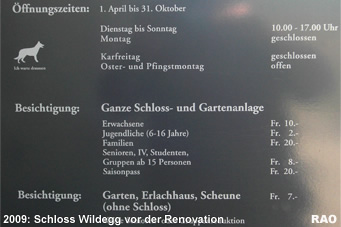 Öffnungszeiten: 1. April bis 31. Oktober
Dienstag bis Sonntag 10.00 - 17.00 Uhr
Montag geschlossen
Karfreitag geschlossen
Oster- und Pfingstmontag offen
Besichtigung: Ganze Schloss- und Gartenanlage
Erwachsene Fr. 10.-
Jugendliche (6-16 Jahre) Fr. 2.-
Familien Fr. 20.-
Senioren, IV, Studenten,
Gruppen ab 15 Personen Fr. 8.-
Saisonpass Fr. 20.-
Besichtigung: Garten, Erlachhaus, Scheune Fr. 7.-
(ohne Schloss)
2009: Schloss Wildegg vor der Renovation RAO